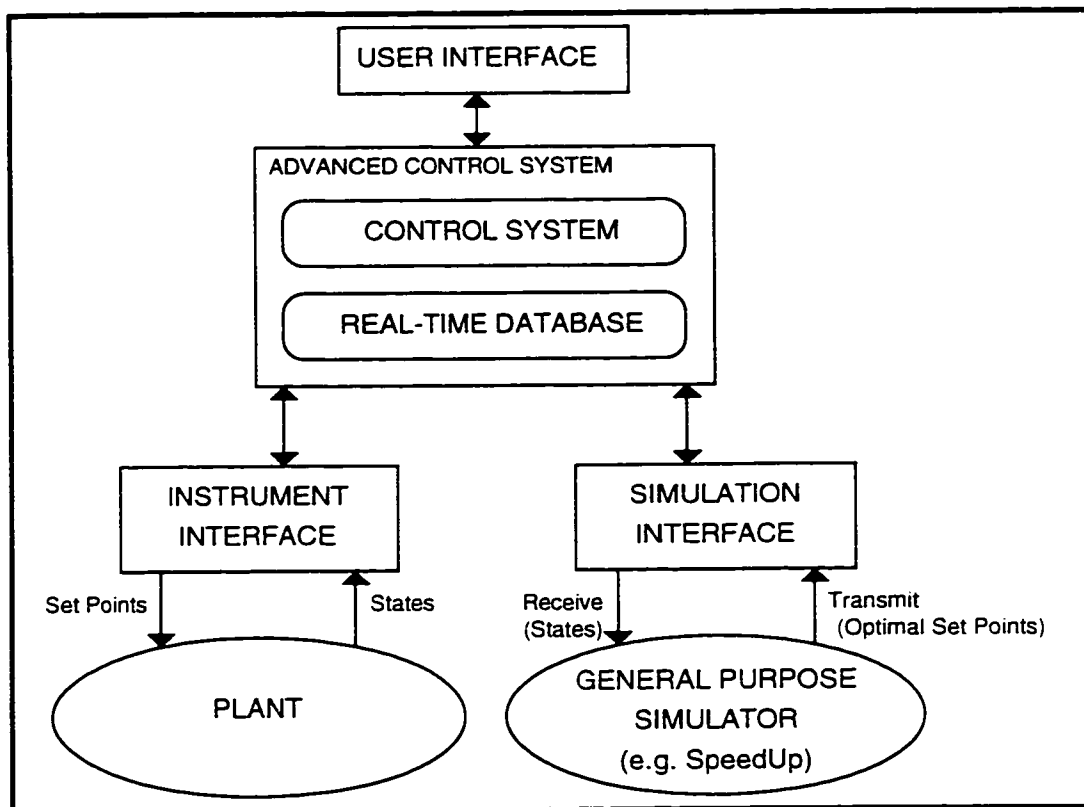 USER INTERFACE
ADVANCED CONTROL SYSTEM
CONTROL SYSTEM
REAL-TIME DATABASE
INSTRUMENT
INTERFACE
SIMULATION
INTERFACE
Set Points
States
Receive
(States)
Transmit
(Optimal Set Points)
PLANT
GENERAL PURPOSE
SIMULATOR
(e.g. SpeedUp)